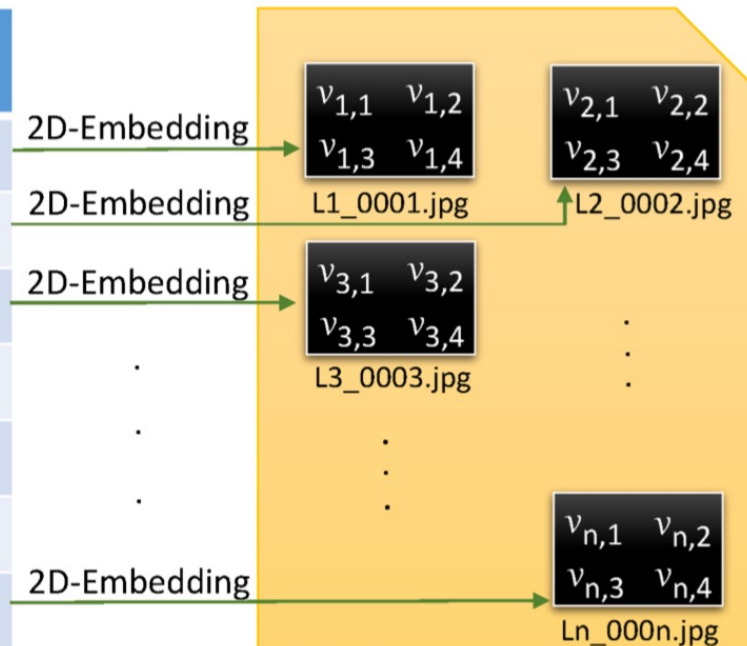 v1,1 v1,2 v2,1 v2,2
2D-Embedding
v1,3 v1,4 v2,3 v2,4
2D-Embedding L1_0001.jpg L2_0002.jpg
2D-Embedding v3,1 v3,2
v3,3 v3,4
L3_0003.jpg
vn,1 vn,2
2D-Embedding vn,3 vn,4
Ln_000n.jpg